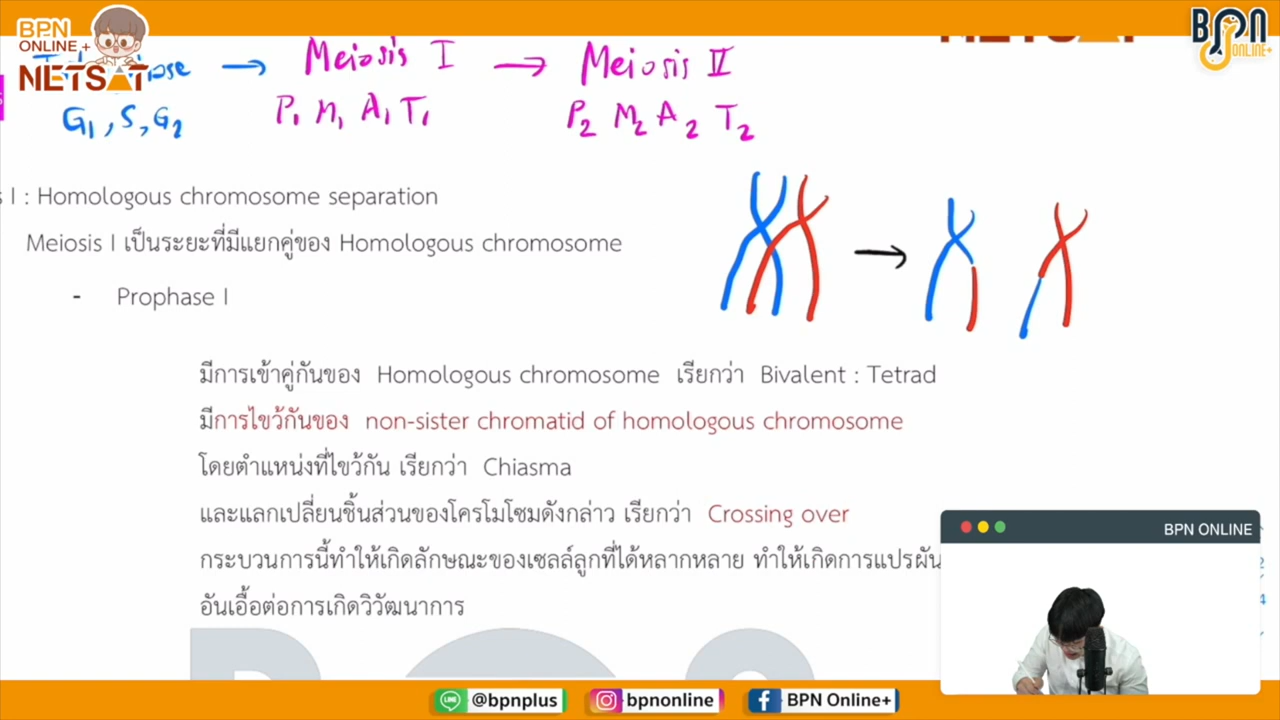 BPN
ONLINE +
NETSAT
BPN
ONLINE+
→ Meiosis I → Meiosis II
G1, S, G2
P1 M1 A1 T1
P2 M2 A2 T2
s I : Homologous chromosome separation
Meiosis I เป็นระยะที่มีแยกคู่ของ Homologous chromosome
- Prophase I
มีการเข้าคู่กันของ Homologous chromosome เรียกว่า Bivalent : Tetrad
มีการไขว้กันของ non-sister chromatid of homologous chromosome
โดยตำแหน่งที่ไขว้กัน เรียกว่า Chiasma
และแลกเปลี่ยนชิ้นส่วนของโครโมโซมดังกล่าว เรียกว่า Crossing over
กระบวนการนี้ทำให้เกิดลักษณะของเซลล์ลูกที่ได้หลากหลาย ทำให้เกิดการแปรผัน
อันเอื้อต่อการเกิดวิวัฒนาการ
BPN ONLINE
@bpnplus
bpnonline
BPN Online+